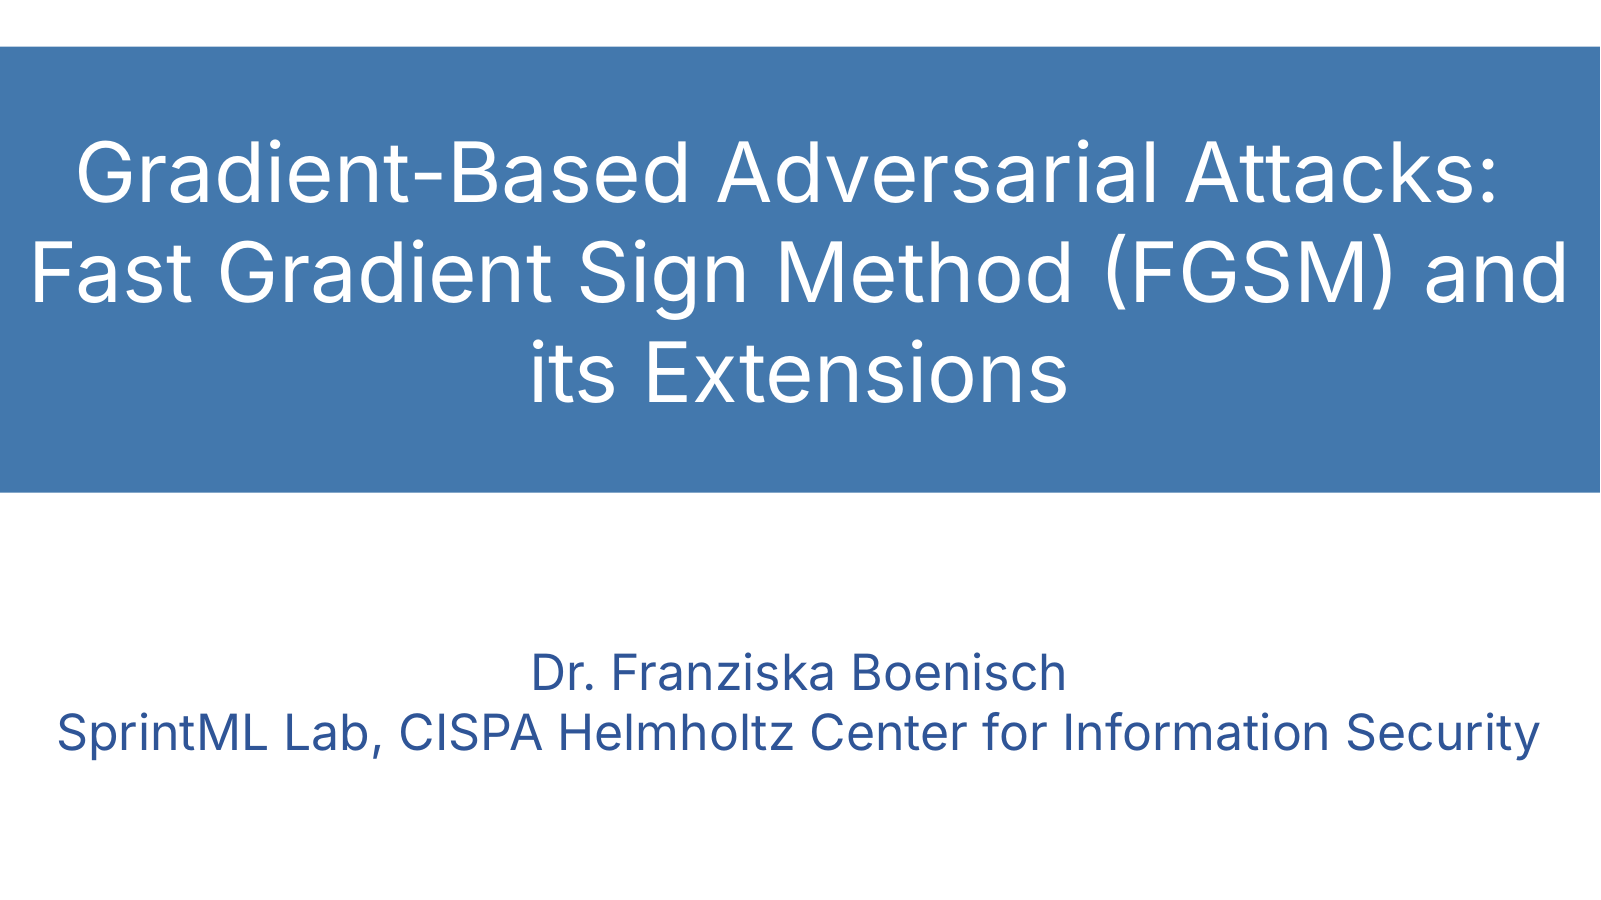 Gradient-Based Adversarial Attacks:
Fast Gradient Sign Method (FGSM) and
its Extensions
Dr. Franziska Boenisch
SprintML Lab, CISPA Helmholtz Center for Information Security